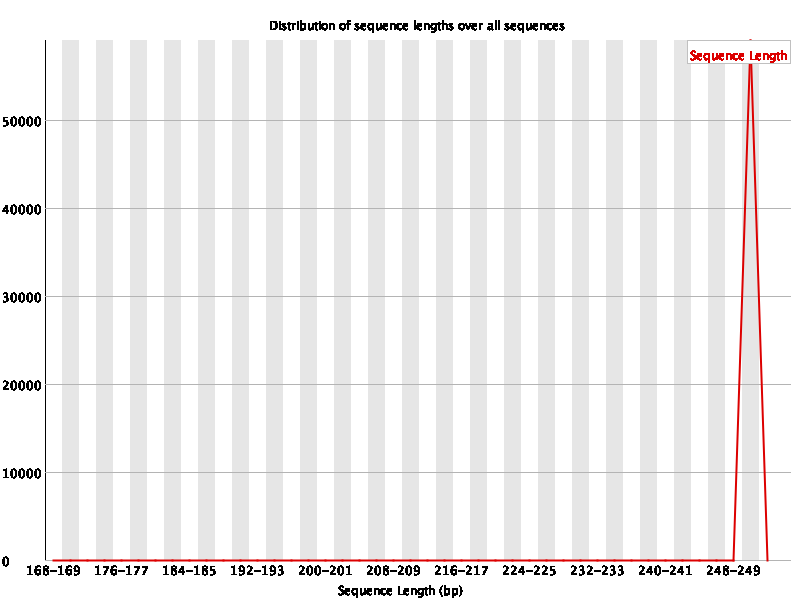 Distribution of sequence lengths over all sequences
Sequence Length
50000
40000
30000
20000
10000
0
168-169 176-177 184-185 192-193 200-201 208-209 216-217 224-225 232-233 240-241 248-249
Sequence Length (bp)